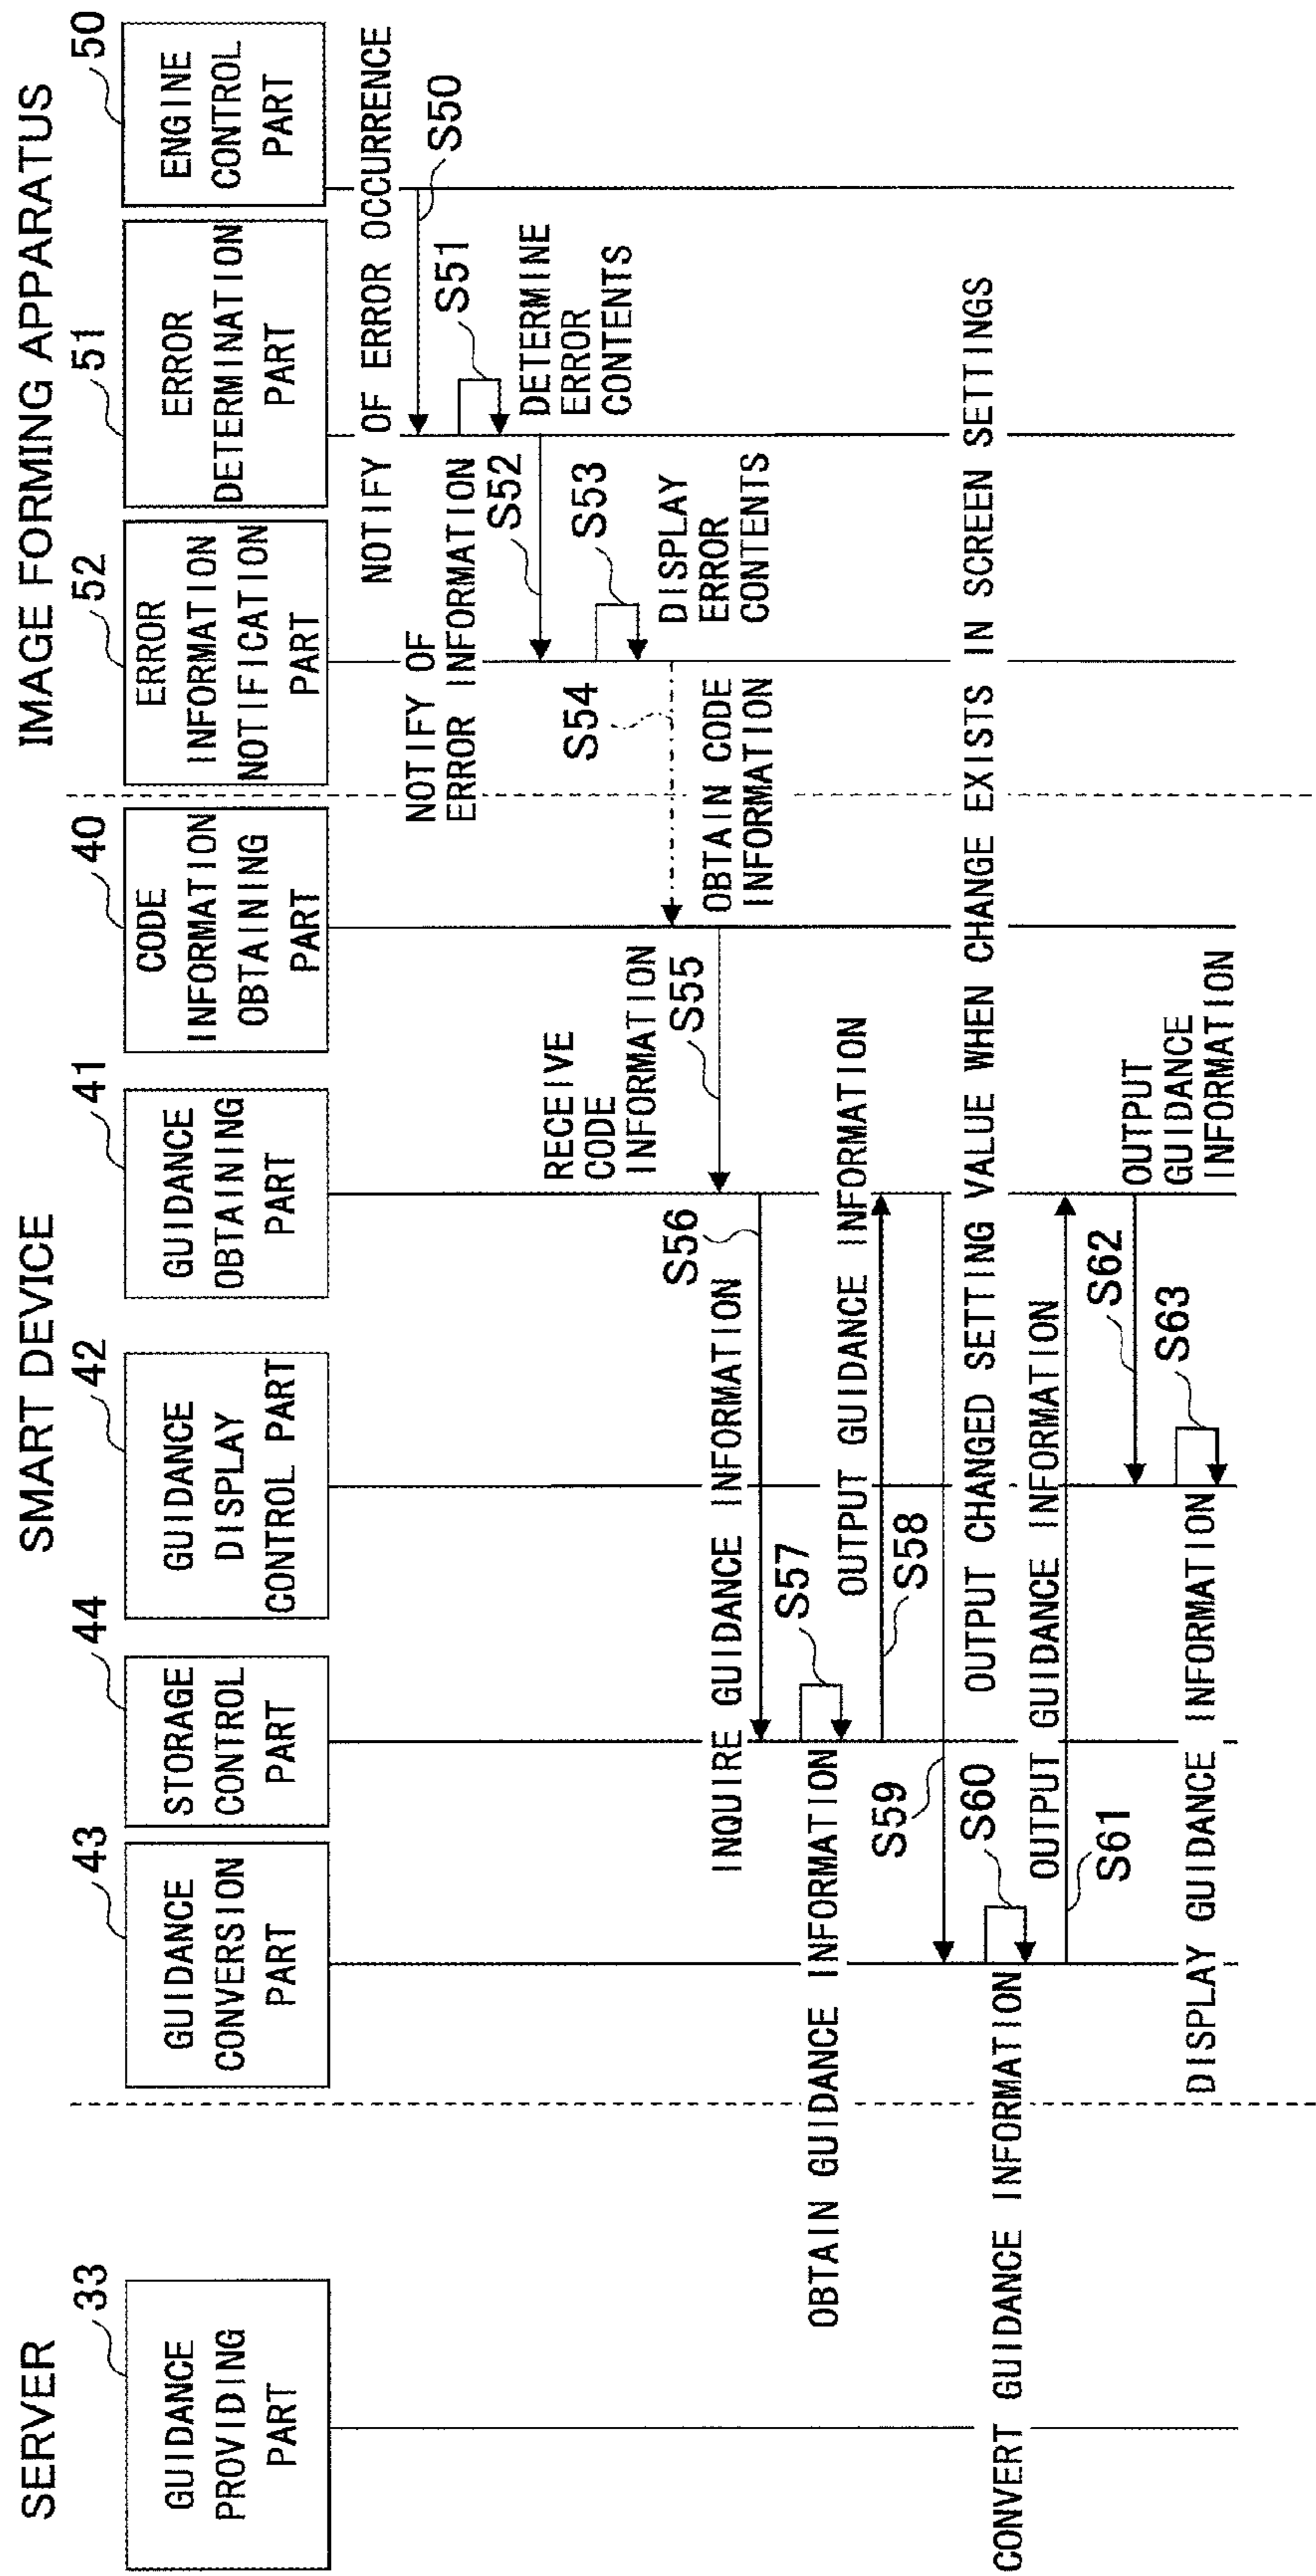 SERVER
SMART DEVICE
IMAGE FORMING APPARATUS
33
43
44
42
41
40
52
51
50
GUIDANCE
PROVIDING
PART
GUIDANCE
CONVERSION
PART
STORAGE
CONTROL
PART
GUIDANCE
DISPLAY
CONTROL PART
GUIDANCE
OBTAINING
PART
CODE
INFORMATION
OBTAINING
PART
ERROR
INFORMATION
NOTIFICATION
PART
ERROR
DETERMINATION
PART
ENGINE
CONTROL
PART
NOTIFY OF ERROR OCCURRENCE
S50
S51
DETERMINE
ERROR
CONTENTS
NOTIFY OF
ERROR INFORMATION
S52
S53
DISPLAY
ERROR
CONTENTS
S54
OBTAIN CODE
INFORMATION
RECEIVE
CODE
INFORMATION
S55
S56
INQUIRE GUIDANCE INFORMATION
S57
OBTAIN GUIDANCE INFORMATION
OUTPUT GUIDANCE INFORMATION
S58
S59
OUTPUT CHANGED SETTING VALUE WHEN CHANGE EXISTS IN SCREEN SETTINGS
S60
CONVERT GUIDANCE INFORMATION
OUTPUT GUIDANCE INFORMATION
S61
S62
OUTPUT
GUIDANCE
INFORMATION
S63
DISPLAY GUIDANCE INFORMATION